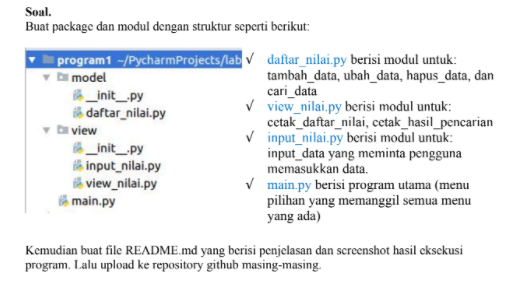 Soal.
Buat package dan modul dengan struktur seperti berikut:
program1 ~/PycharmProjects/lab
model
__init__.py
daftar_nilai.py
view
__init__.py
input_nilai.py
view_nilai.py
main.py
√ daftar_nilai.py berisi modul untuk:
tambah_data, ubah_data, hapus_data, dan
cari_data
√ view_nilai.py berisi modul untuk:
cetak_daftar_nilai, cetak_hasil_pencarian
√ input_nilai.py berisi modul untuk:
input_data yang meminta pengguna
memasukkan data.
√ main.py berisi program utama (menu
pilihan yang memanggil semua menu
yang ada)
Kemudian buat file README.md yang berisi penjelasan dan screenshot hasil eksekusi
program. Lalu upload ke repository github masing-masing.